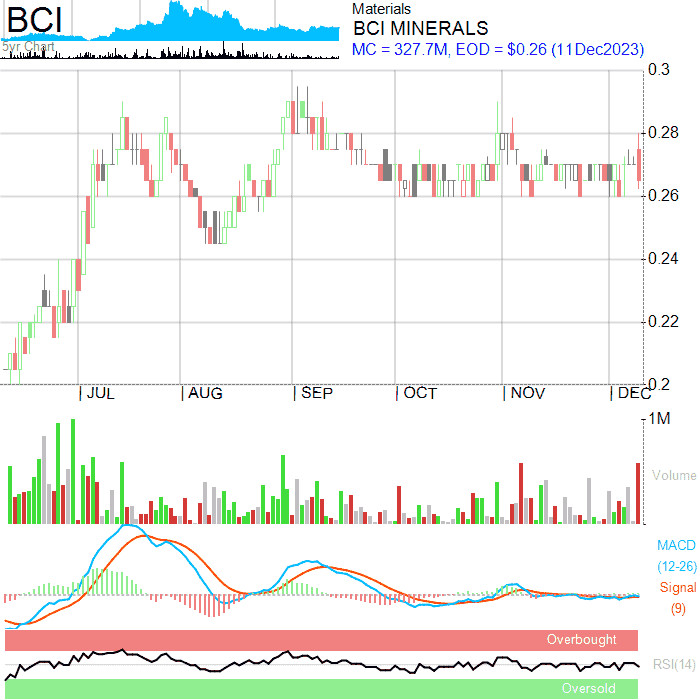 BCI
5yr Chart
Materials
BCI MINERALS
MC = 327.7M, EOD = $0.26 (11Dec2023)
0.3
0.28
0.26
0.24
0.22
0.2
JUL AUG SEP OCT NOV DEC
1M
Volume
MACD
(12-26)
Signal
(9)
Overbought
RSI(14)
Oversold